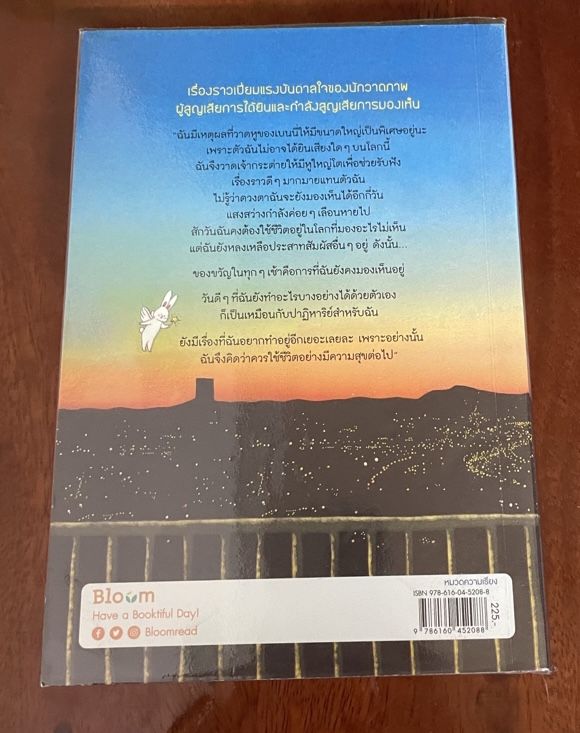 เรื่องราวเปี่ยมแรงบันดาลใจของนักวาดภาพ
ผู้สูญเสียการได้ยินและกำลังสูญเสียการมองเห็น
"ฉันมีเหตุผลที่วาดหูของเบนนี่ให้มีขนาดใหญ่เป็นพิเศษอยู่นะ
เพราะตัวฉันไม่อาจได้ยินเสียงใด ๆ บนโลกนี้
ฉันจึงวาดเจ้ากระต่ายให้มีหูใหญ่โตเพื่อช่วยรับฟัง
เรื่องราวดี ๆ มากมายแทนตัวฉัน
ไม่รู้ว่าดวงตาฉันจะยังมองเห็นได้อีกกี่วัน
แสงสว่างกำลังค่อย ๆ เลือนหายไป
สักวันฉันคงต้องใช้ชีวิตอยู่ในโลกที่มองอะไรไม่เห็น
แต่ฉันยังหลงเหลือประสาทสัมผัสอื่น ๆ อยู่ ดังนั้น...
ของขวัญในทุก ๆ เช้าคือการที่ฉันยังคงมองเห็นอยู่
วันดี ๆ ที่ฉันยังทำอะไรบางอย่างได้ด้วยตัวเอง
ก็เป็นเหมือนกับปาฏิหาริย์สำหรับฉัน
ยังมีเรื่องที่ฉันอยากทำอยู่อีกเยอะเลยละ เพราะอย่างนั้น
ฉันจึงคิดว่าควรใช้ชีวิตอย่างมีความสุขต่อไป"
Bloom
Have a Booktiful Day!
Bloomread
หมวดความเรียง
ISBN 978-616-04-5208-8
225.-
9 786160 452088